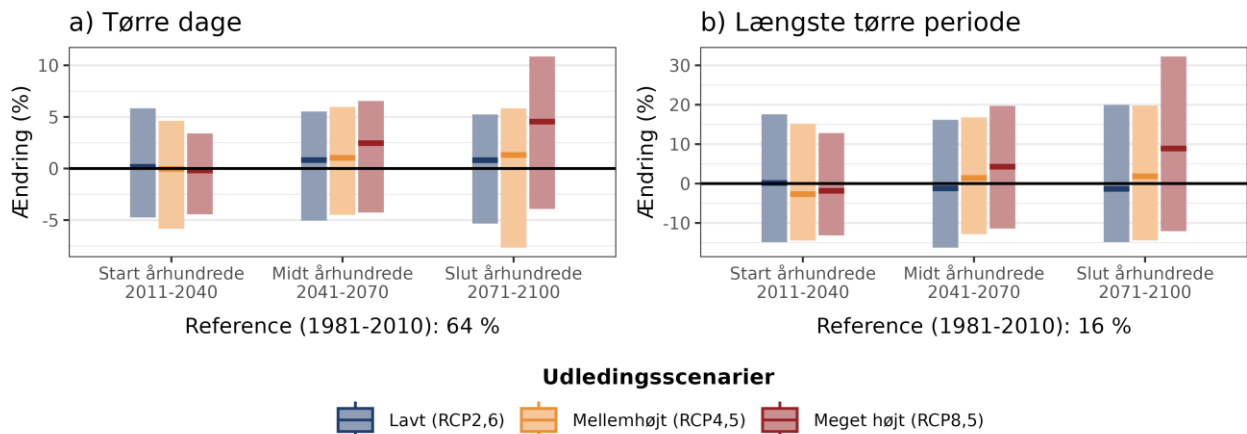 a) Tørre dage
Ændring (%)
10
5
0
-5
Start århundrede
2011-2040
Midt århundrede
2041-2070
Slut århundrede
2071-2100
Reference (1981-2010): 64 %
b) Længste tørre periode
Ændring (%)
30
20
10
0
-10
Start århundrede
2011-2040
Midt århundrede
2041-2070
Slut århundrede
2071-2100
Reference (1981-2010): 16 %
Udledingsscenarier
Lavt (RCP2,6)
Mellemhøjt (RCP4,5)
Meget højt (RCP8,5)